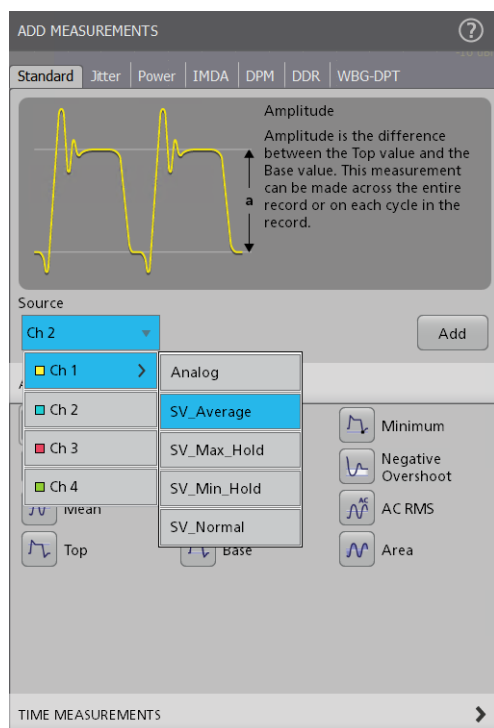 ADD MEASUREMENTS
?
Standard Jitter Power IMDA DPM DDR WBG-DPT
Amplitude
Amplitude is the difference
between the Top value and the
Base value. This measurement
can be made across the entire
record or on each cycle in the
record.
a
Source
Ch 2
Add
Ch 1
Ch 2
Ch 3
Ch 4
Analog
SV_Average
SV_Max_Hold
SV_Min_Hold
SV_Normal
Minimum
Negative
Overshoot
Mean
AC
AC RMS
Top
Base
Area
TIME MEASUREMENTS